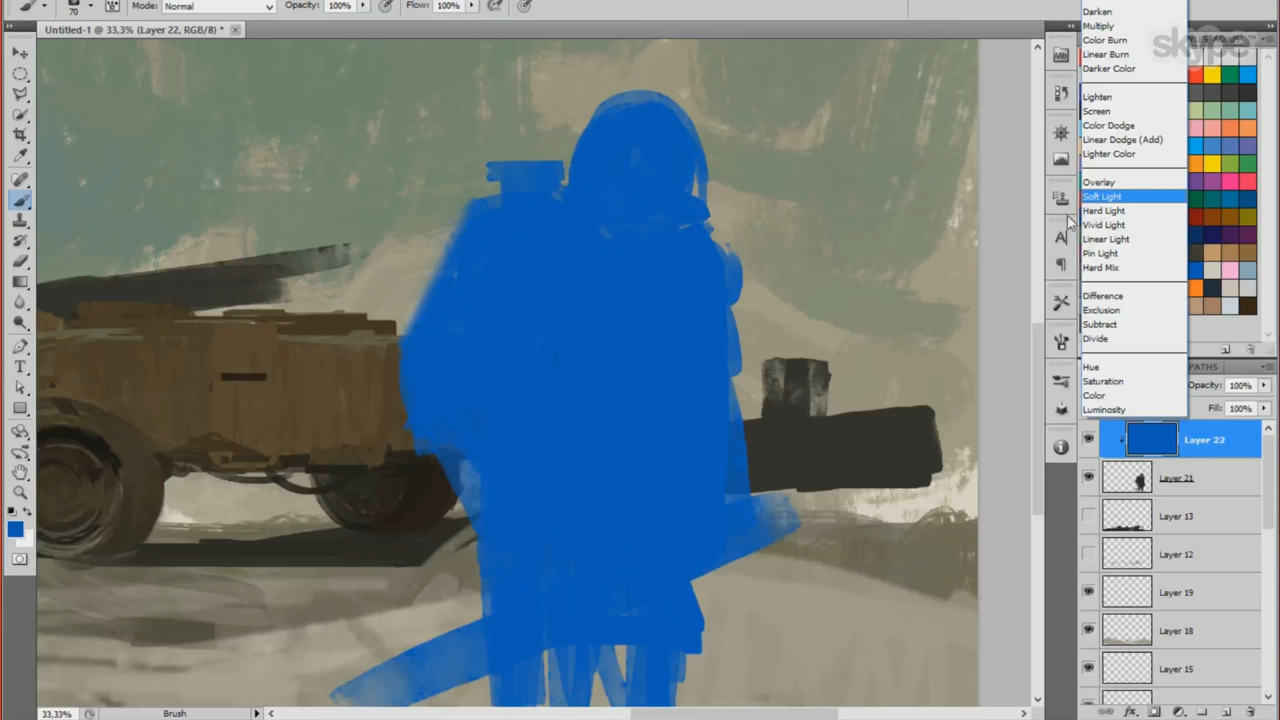 70
Mode: Normal
Opacity: 100%
Flow: 100%
Untitled-1 @ 33,3% (Layer 22, RGB/8) *
Darken
Multiply
Color Burn
Linear Burn
Darker Color
Lighten
Screen
Color Dodge
Linear Dodge (Add)
Lighter Color
Overlay
Soft Light
Hard Light
Vivid Light
Linear Light
Pin Light
Hard Mix
Difference
Exclusion
Subtract
Divide
Hue
Saturation
Color
Luminosity
skype
Mb
PATHS
Opacity: 100%
Fill: 100%
Layer 22
Layer 21
Layer 13
Layer 12
Layer 19
Layer 18
Layer 15
33,33%
Brush